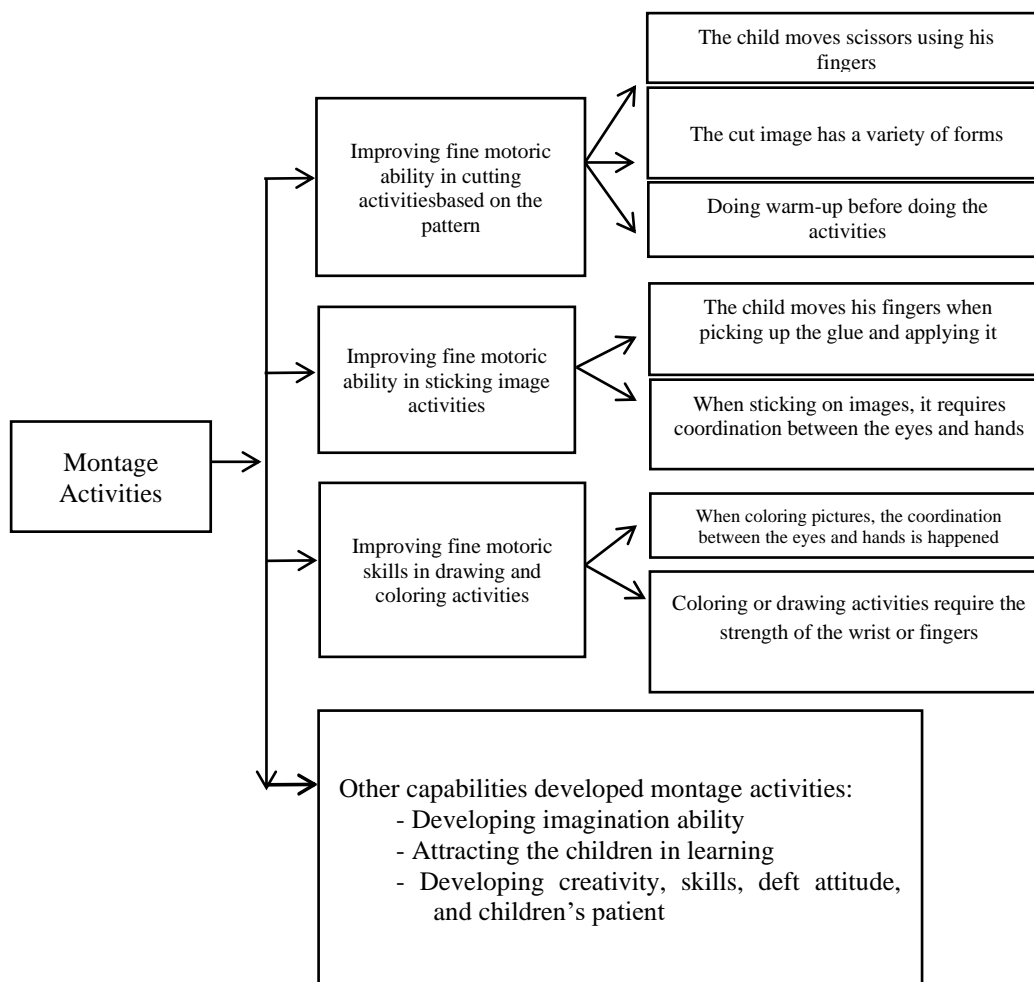 Montage
Activities
Improving fine motoric
ability in cutting
activitiesbased on the
pattern
The child moves scissors using his
fingers
The cut image has a variety of forms
Doing warm-up before doing the
activities
Improving fine motoric
ability in sticking image
activities
The child moves his fingers when
picking up the glue and applying it
When sticking on images, it requires
coordination between the eyes and hands
Improving fine motoric
skills in drawing and
coloring activities
When coloring pictures, the coordination
between the eyes and hands is happened
Coloring or drawing activities require the
strength of the wrist or fingers
Other capabilities developed montage activities:
- Developing imagination ability
- Attracting the children in learning
- Developing creativity, skills, deft attitude,
and children’s patient